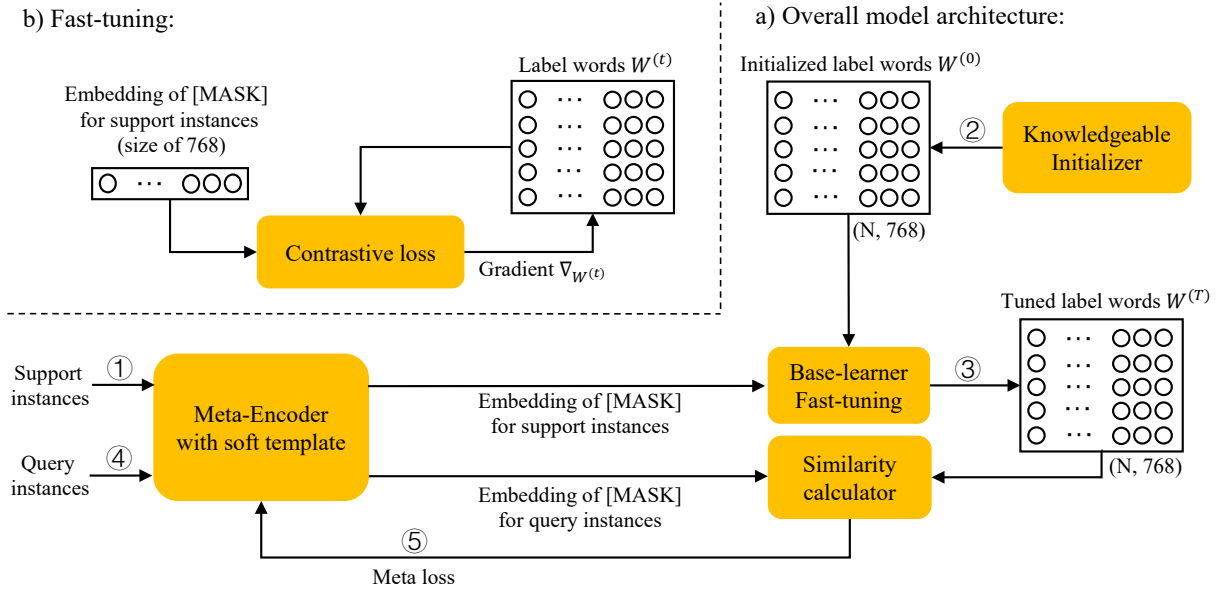 b) Fast-tuning:
Label words W^(t)
Embedding of [MASK]
for support instances
(size of 768)
...
...
...
...
...
...
Contrastive loss
Gradient ∇_W^(t)
a) Overall model architecture:
Initialized label words W^(0)
...
...
...
...
...
②
Knowledgeable
Initializer
(N, 768)
Tuned label words W^(T)
...
...
...
...
...
(N, 768)
Support
instances
①
Query
instances
④
Meta-Encoder
with soft template
Embedding of [MASK]
for support instances
Base-learner
Fast-tuning
③
Embedding of [MASK]
for query instances
Similarity
calculator
⑤
Meta loss